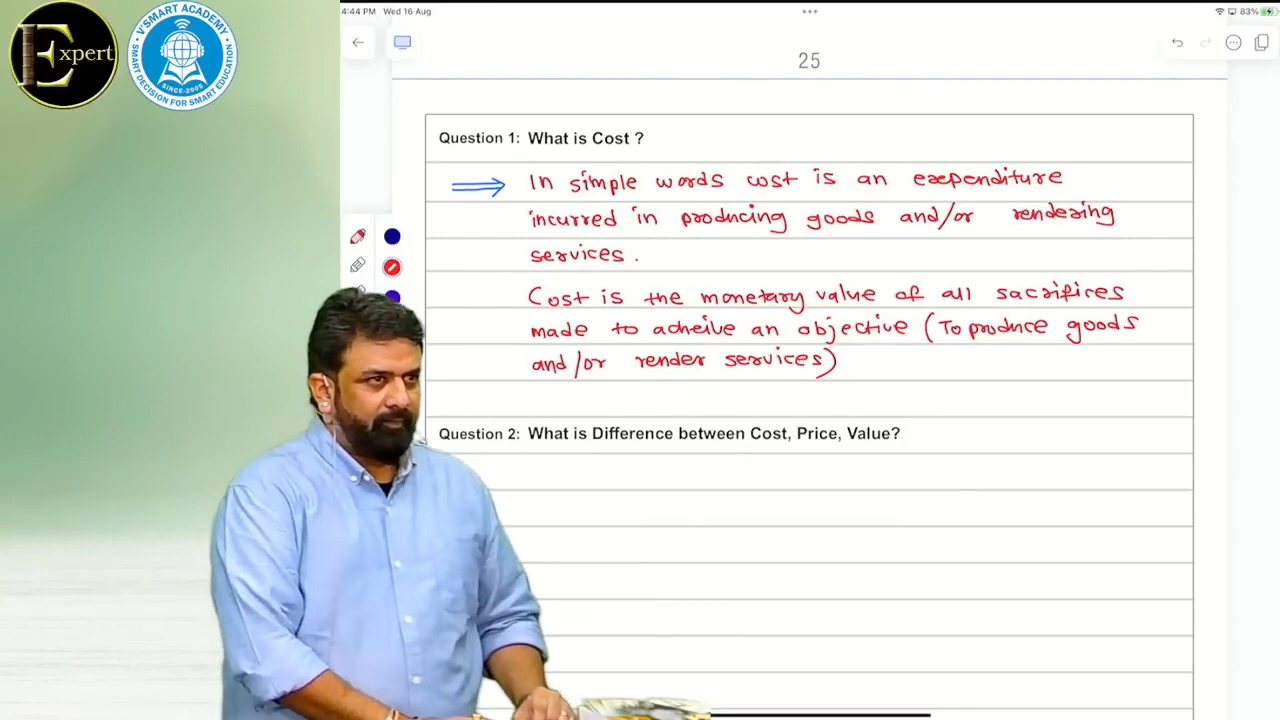 Expert
V'SMART ACADEMY
SMART DECISION FOR SMART EDUCATION
SINCE-2005
4:44 PM Wed 16 Aug
83%
25
Question 1: What is Cost ?
In simple words cost is an expenditure
incurred in producing goods and/or rendering
services.
Cost is the monetary value of all sacrifices
made to acheive an objective (To produce goods
and/or render services)
Question 2: What is Difference between Cost, Price, Value?